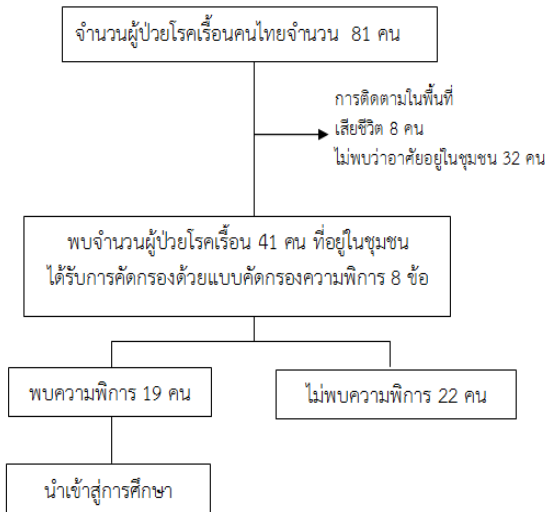 จำนวนผู้ป่วยโรคเรื้อนคนไทยจำนวน 81 คน
การติดตามในพื้นที่
เสียชีวิต 8 คน
ไม่พบว่าอาศัยอยู่ในชุมชน 32 คน
พบจำนวนผู้ป่วยโรคเรื้อน 41 คน ที่อยู่ในชุมชน
ได้รับการคัดกรองด้วยแบบคัดกรองความพิการ 8 ข้อ
พบความพิการ 19 คน
ไม่พบความพิการ 22 คน
นำเข้าสู่การศึกษา